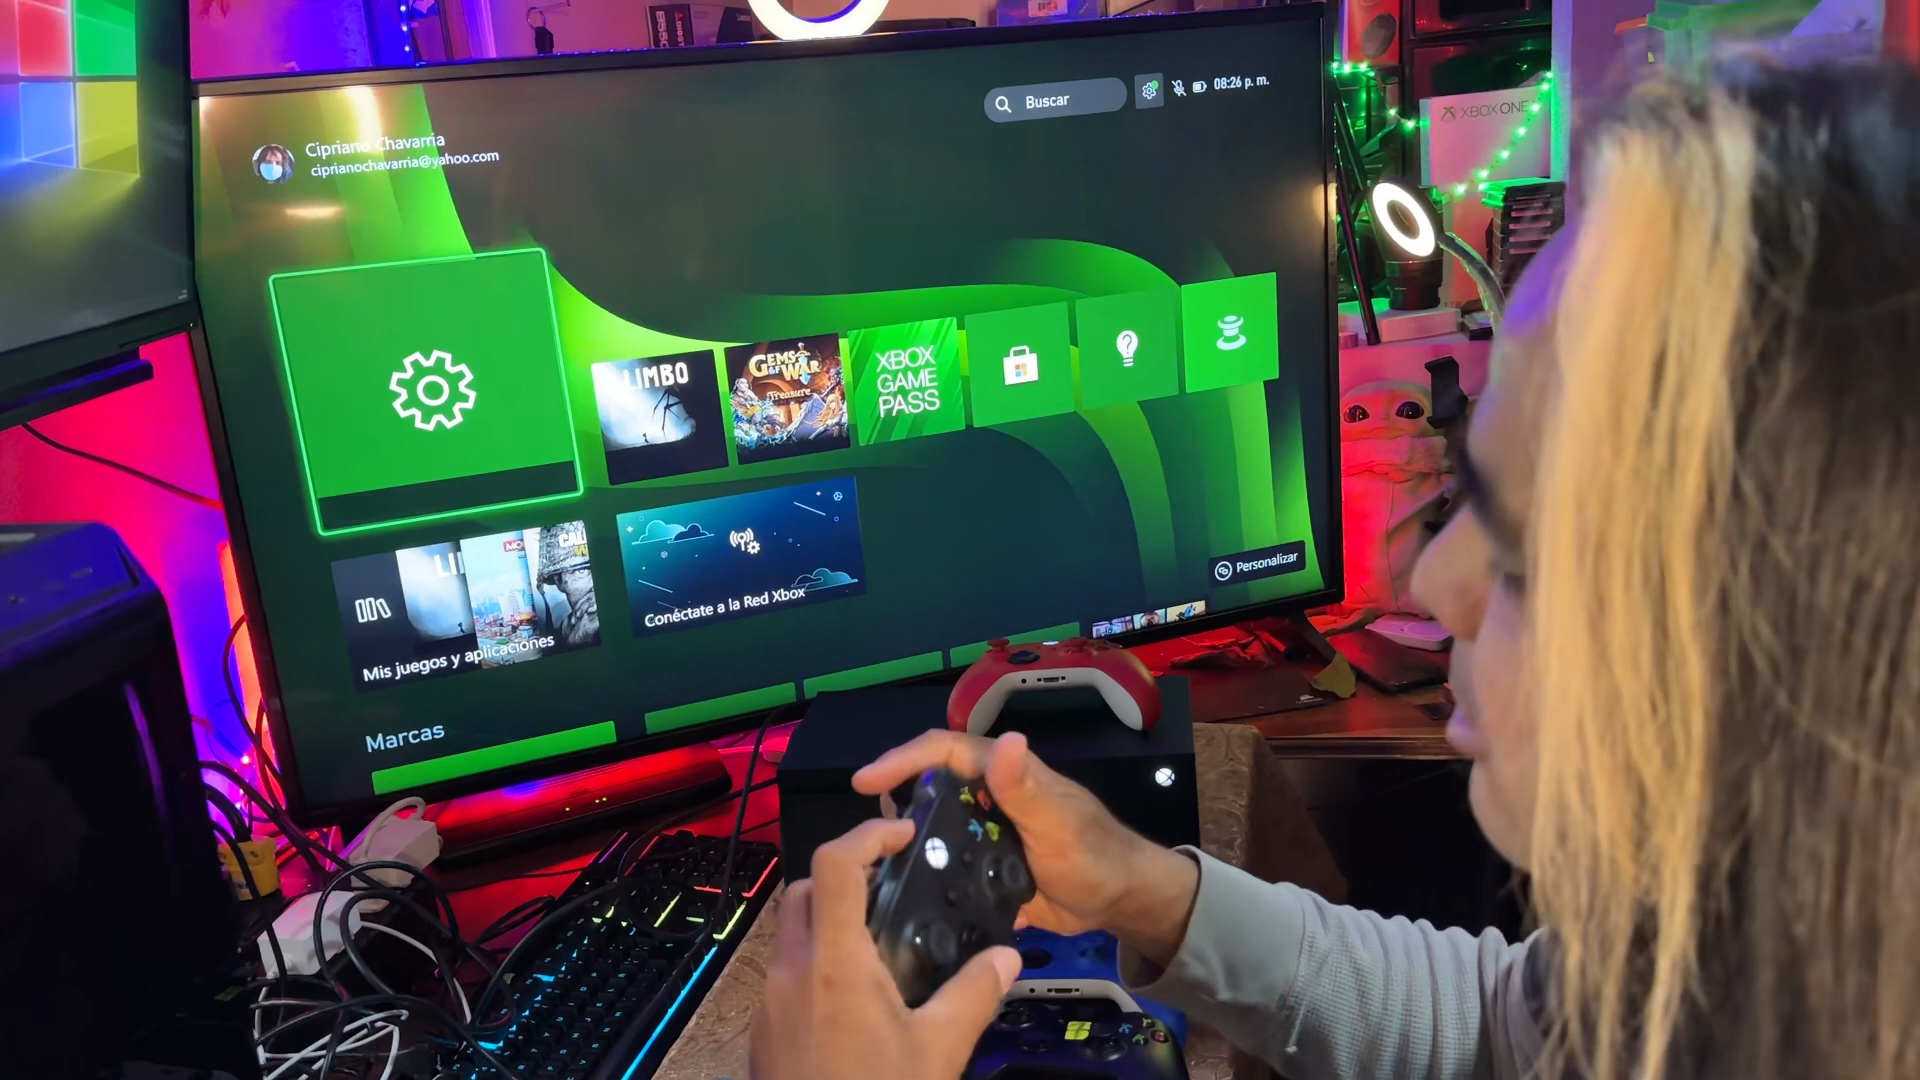 Buscar
08:26 p. m.
Cipriano Chavarria
ciprianochavarria@yahoo.com
XBOX ONE
LIMBO
GEMS
OF WAR
Treasure
XBOX
GAME
PASS
Personalizar
Conéctate a la Red Xbox
Mis juegos y aplicaciones
Marcas